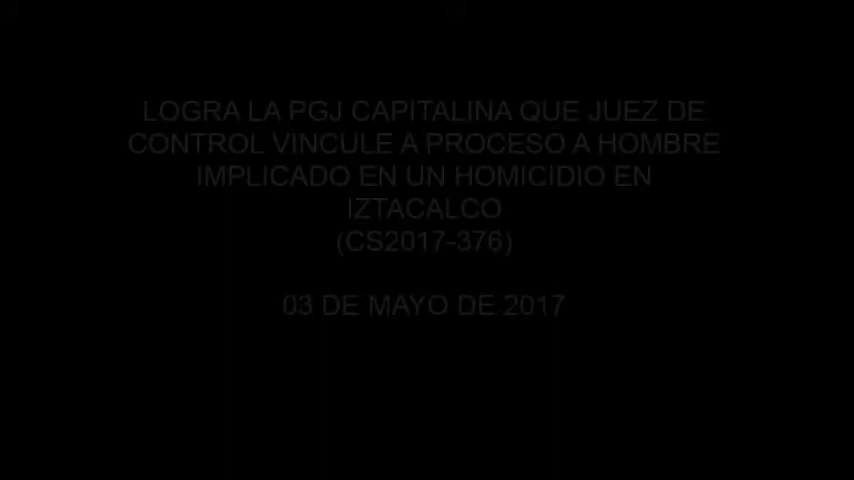 LOGRA LA PGJ CAPITALINA QUE JUEZ DE
CONTROL VINCULE A PROCESO A HOMBRE
IMPLICADO EN UN HOMICIDIO EN
IZTACALCO
(CS2017-376)
03 DE MAYO DE 2017